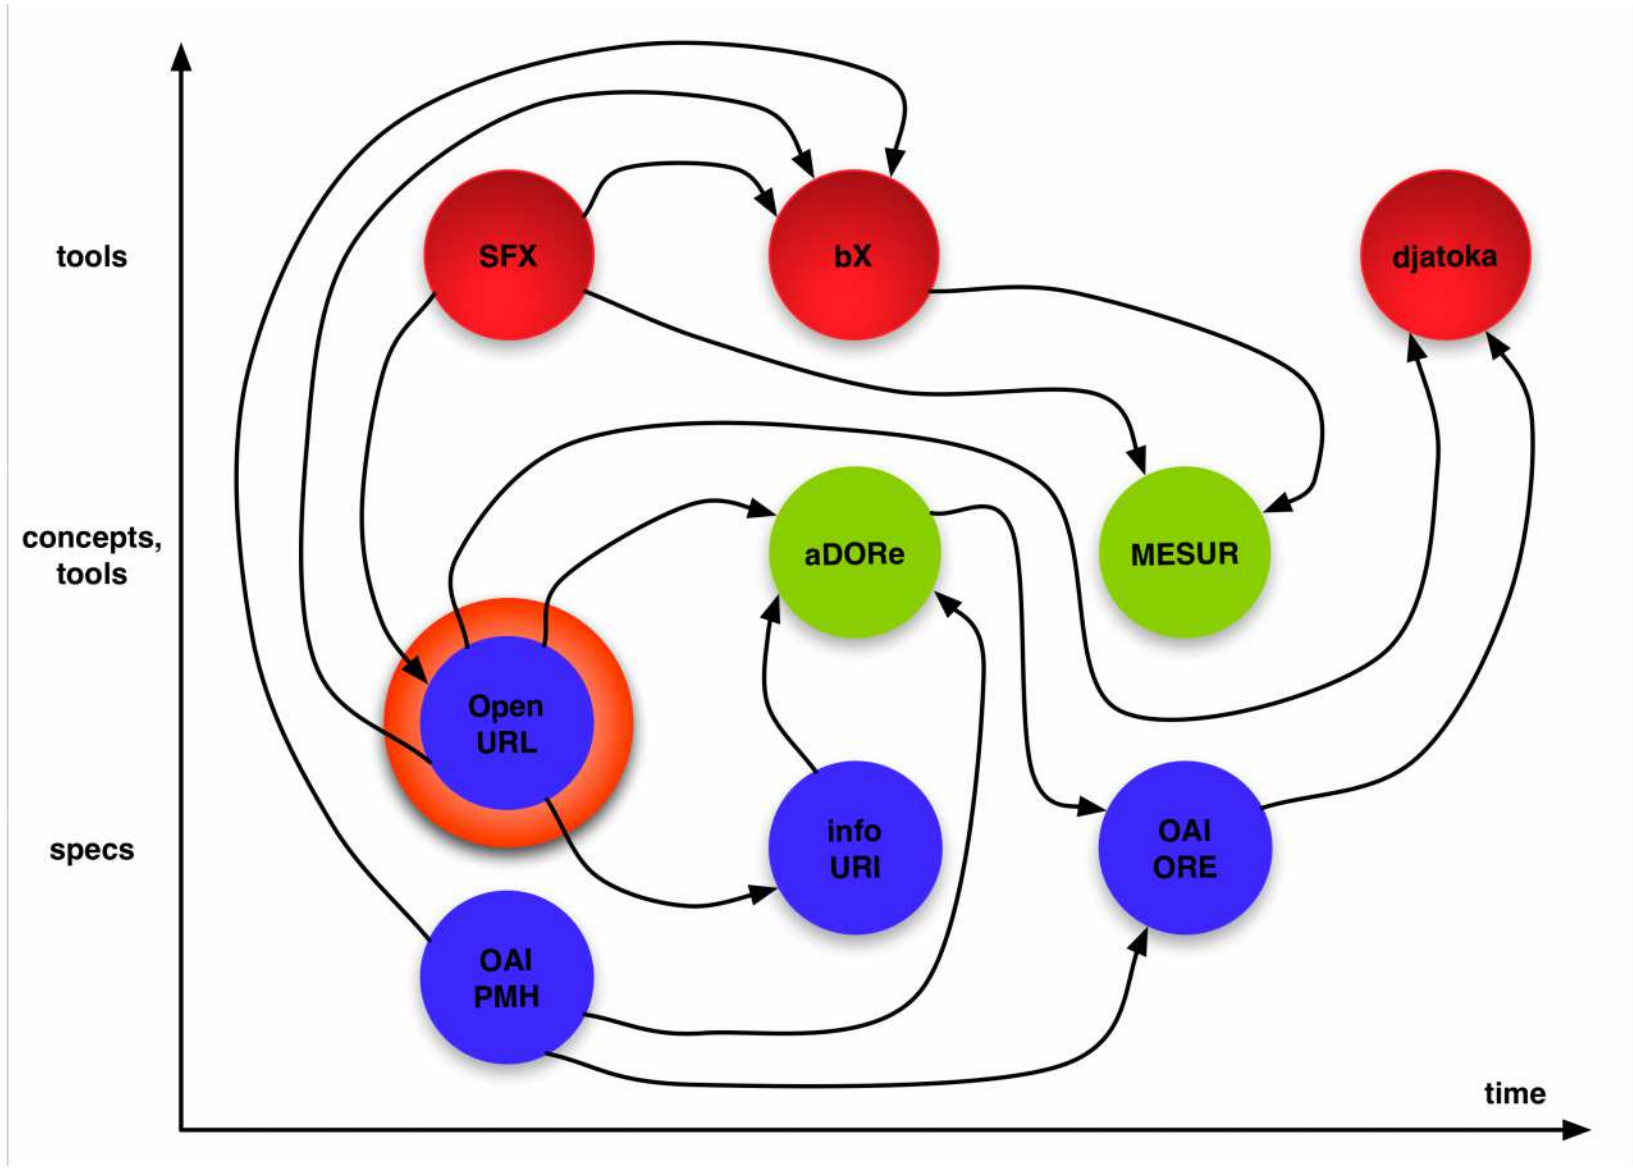 tools
SFX
bX
djatoka
concepts,
tools
aDORe
MESUR
Open
URL
specs
info
URI
OAI
ORE
OAI
PMH
time